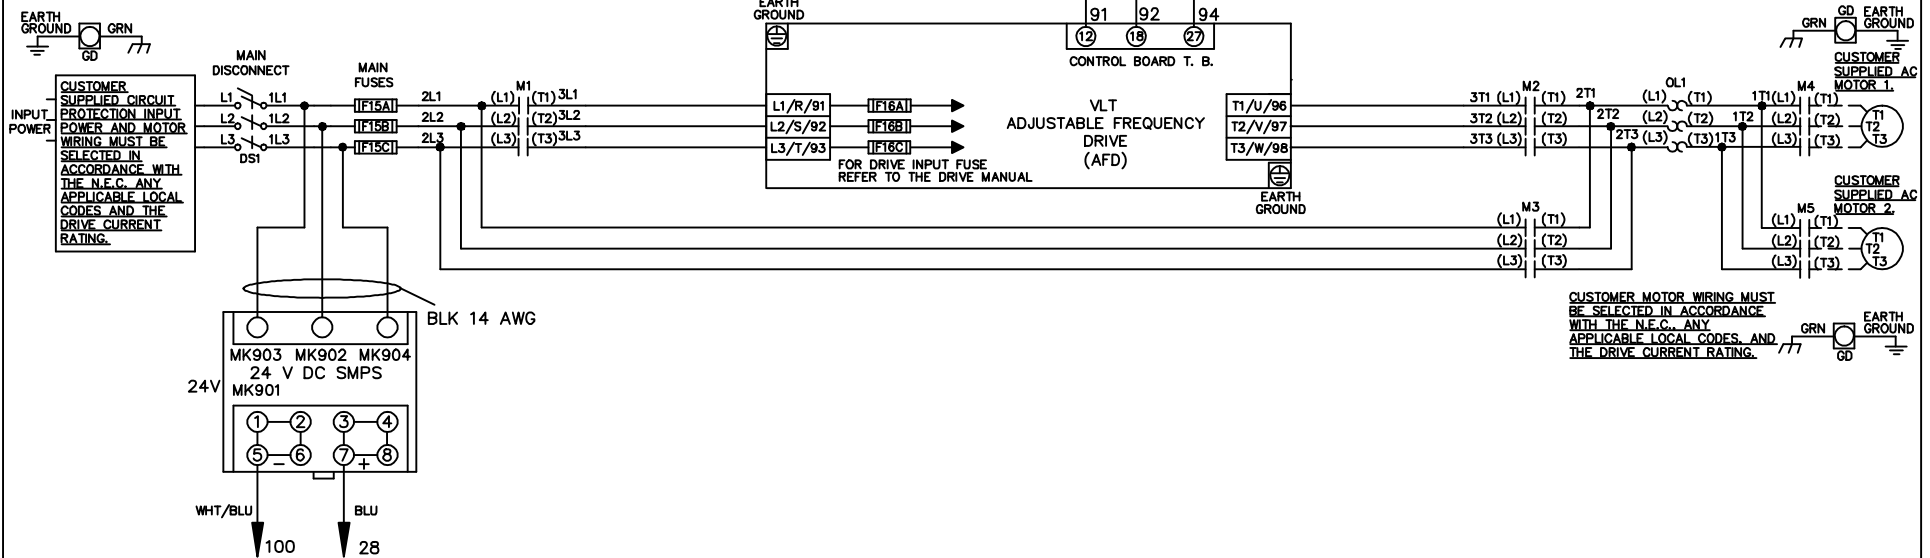 EARTH
GROUND
GRN
GD
CUSTOMER
SUPPLIED CIRCUIT
PROTECTION INPUT
POWER AND MOTOR
WIRING MUST BE
SELECTED IN
ACCORDANCE WITH
THE N.E.C. ANY
APPLICABLE LOCAL
CODES AND THE
DRIVE CURRENT
RATING.
INPUT
POWER
MAIN
DISCONNECT
L1 1L1
L2 1L2
L3 1L3
DS1
MAIN
FUSES
F15A 2L1
F15B 2L2
F15C 2L3
M1
(L1) (T1) 3L1
(L2) (T2) 3L2
(L3) (T3) 3L3
EARTH
GROUND
91 92 94
12 18 27
CONTROL BOARD T. B.
L1/R/91 F16A
L2/S/92 F16B
L3/T/93 F16C
FOR DRIVE INPUT FUSE
REFER TO THE DRIVE MANUAL
VLT
ADJUSTABLE FREQUENCY
DRIVE
(AFD)
T1/U/96
T2/V/97
T3/W/98
EARTH
GROUND
M2
3T1 (L1) (T1) 2T1
3T2 (L2) (T2) 2T2
3T3 (L3) (T3) 2T3
M3
(L1) (T1)
(L2) (T2)
(L3) (T3)
OL1
(L1) (T1) 1T1
(L2) (T2) 1T2
(L3) (T3) 1T3
GD
GRN
EARTH
GROUND
CUSTOMER
SUPPLIED AC
MOTOR 1.
M4
(L1) (T1)
(L2) (T2)
(L3) (T3)
T1
T2
T3
CUSTOMER
SUPPLIED AC
MOTOR 2.
M5
(L1) (T1)
(L2) (T2)
(L3) (T3)
T1
T2
T3
CUSTOMER MOTOR WIRING MUST
BE SELECTED IN ACCORDANCE
WITH THE N.E.C., ANY
APPLICABLE LOCAL CODES, AND
THE DRIVE CURRENT RATING.
GRN
GD
EARTH
GROUND
BLK 14 AWG
MK903 MK902 MK904
24 V DC SMPS
24V
MK901
1 2 3 4
5 6 7 8
- +
WHT/BLU BLU
100 28